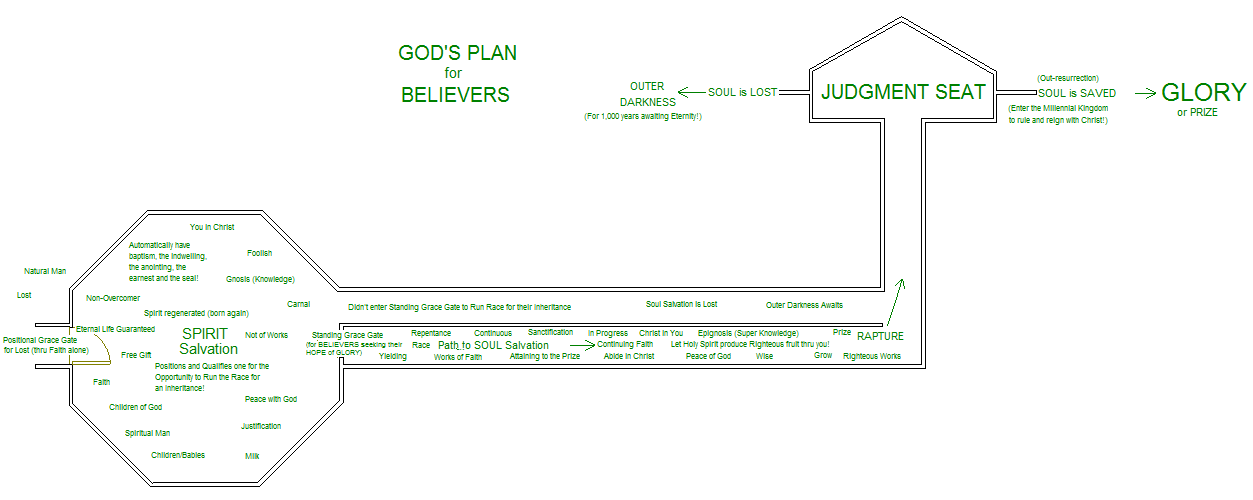 GOD'S PLAN
for
BELIEVERS
OUTER
DARKNESS
(For 1,000 years awaiting Eternity!)
SOUL is LOST
JUDGMENT SEAT
(Out-resurrection)
SOUL is SAVED
(Enter the Millennial Kingdom
to rule and reign with Christ!)
GLORY
or PRIZE
Natural Man
Lost
Positional Grace Gate
for Lost (thru Faith alone)
You In Christ
Automatically have
baptism, the indwelling,
the anointing, the
earnest and the seal!
Foolish
Gnosis (Knowledge)
Non-Overcomer
Carnal
Spirit regenerated (born again)
Eternal Life Guaranteed
SPIRIT
Salvation
Not of Works
Free Gift
Positions and Qualifies one for the
Opportunity to Run the Race for
an Inheritance!
Faith
Peace with God
Children of God
Justification
Spiritual Man
Children/Babies
Milk
Didn't enter Standing Grace Gate to Run Race for their Inheritance
Soul Salvation is Lost
Outer Darkness Awaits
Standing Grace Gate
(for BELIEVERS seeking their
HOPE of GLORY)
Repentance
Continuous
Sanctification
In Progress
Christ In You
Epignosis (Super Knowledge)
Prize
RAPTURE
Race
Path to SOUL Salvation
Continuing Faith
Let Holy Spirit produce Righteous fruit thru you!
Yielding
Works of Faith
Attaining to the Prize
Abide in Christ
Peace of God
Wise
Grow
Righteous Works